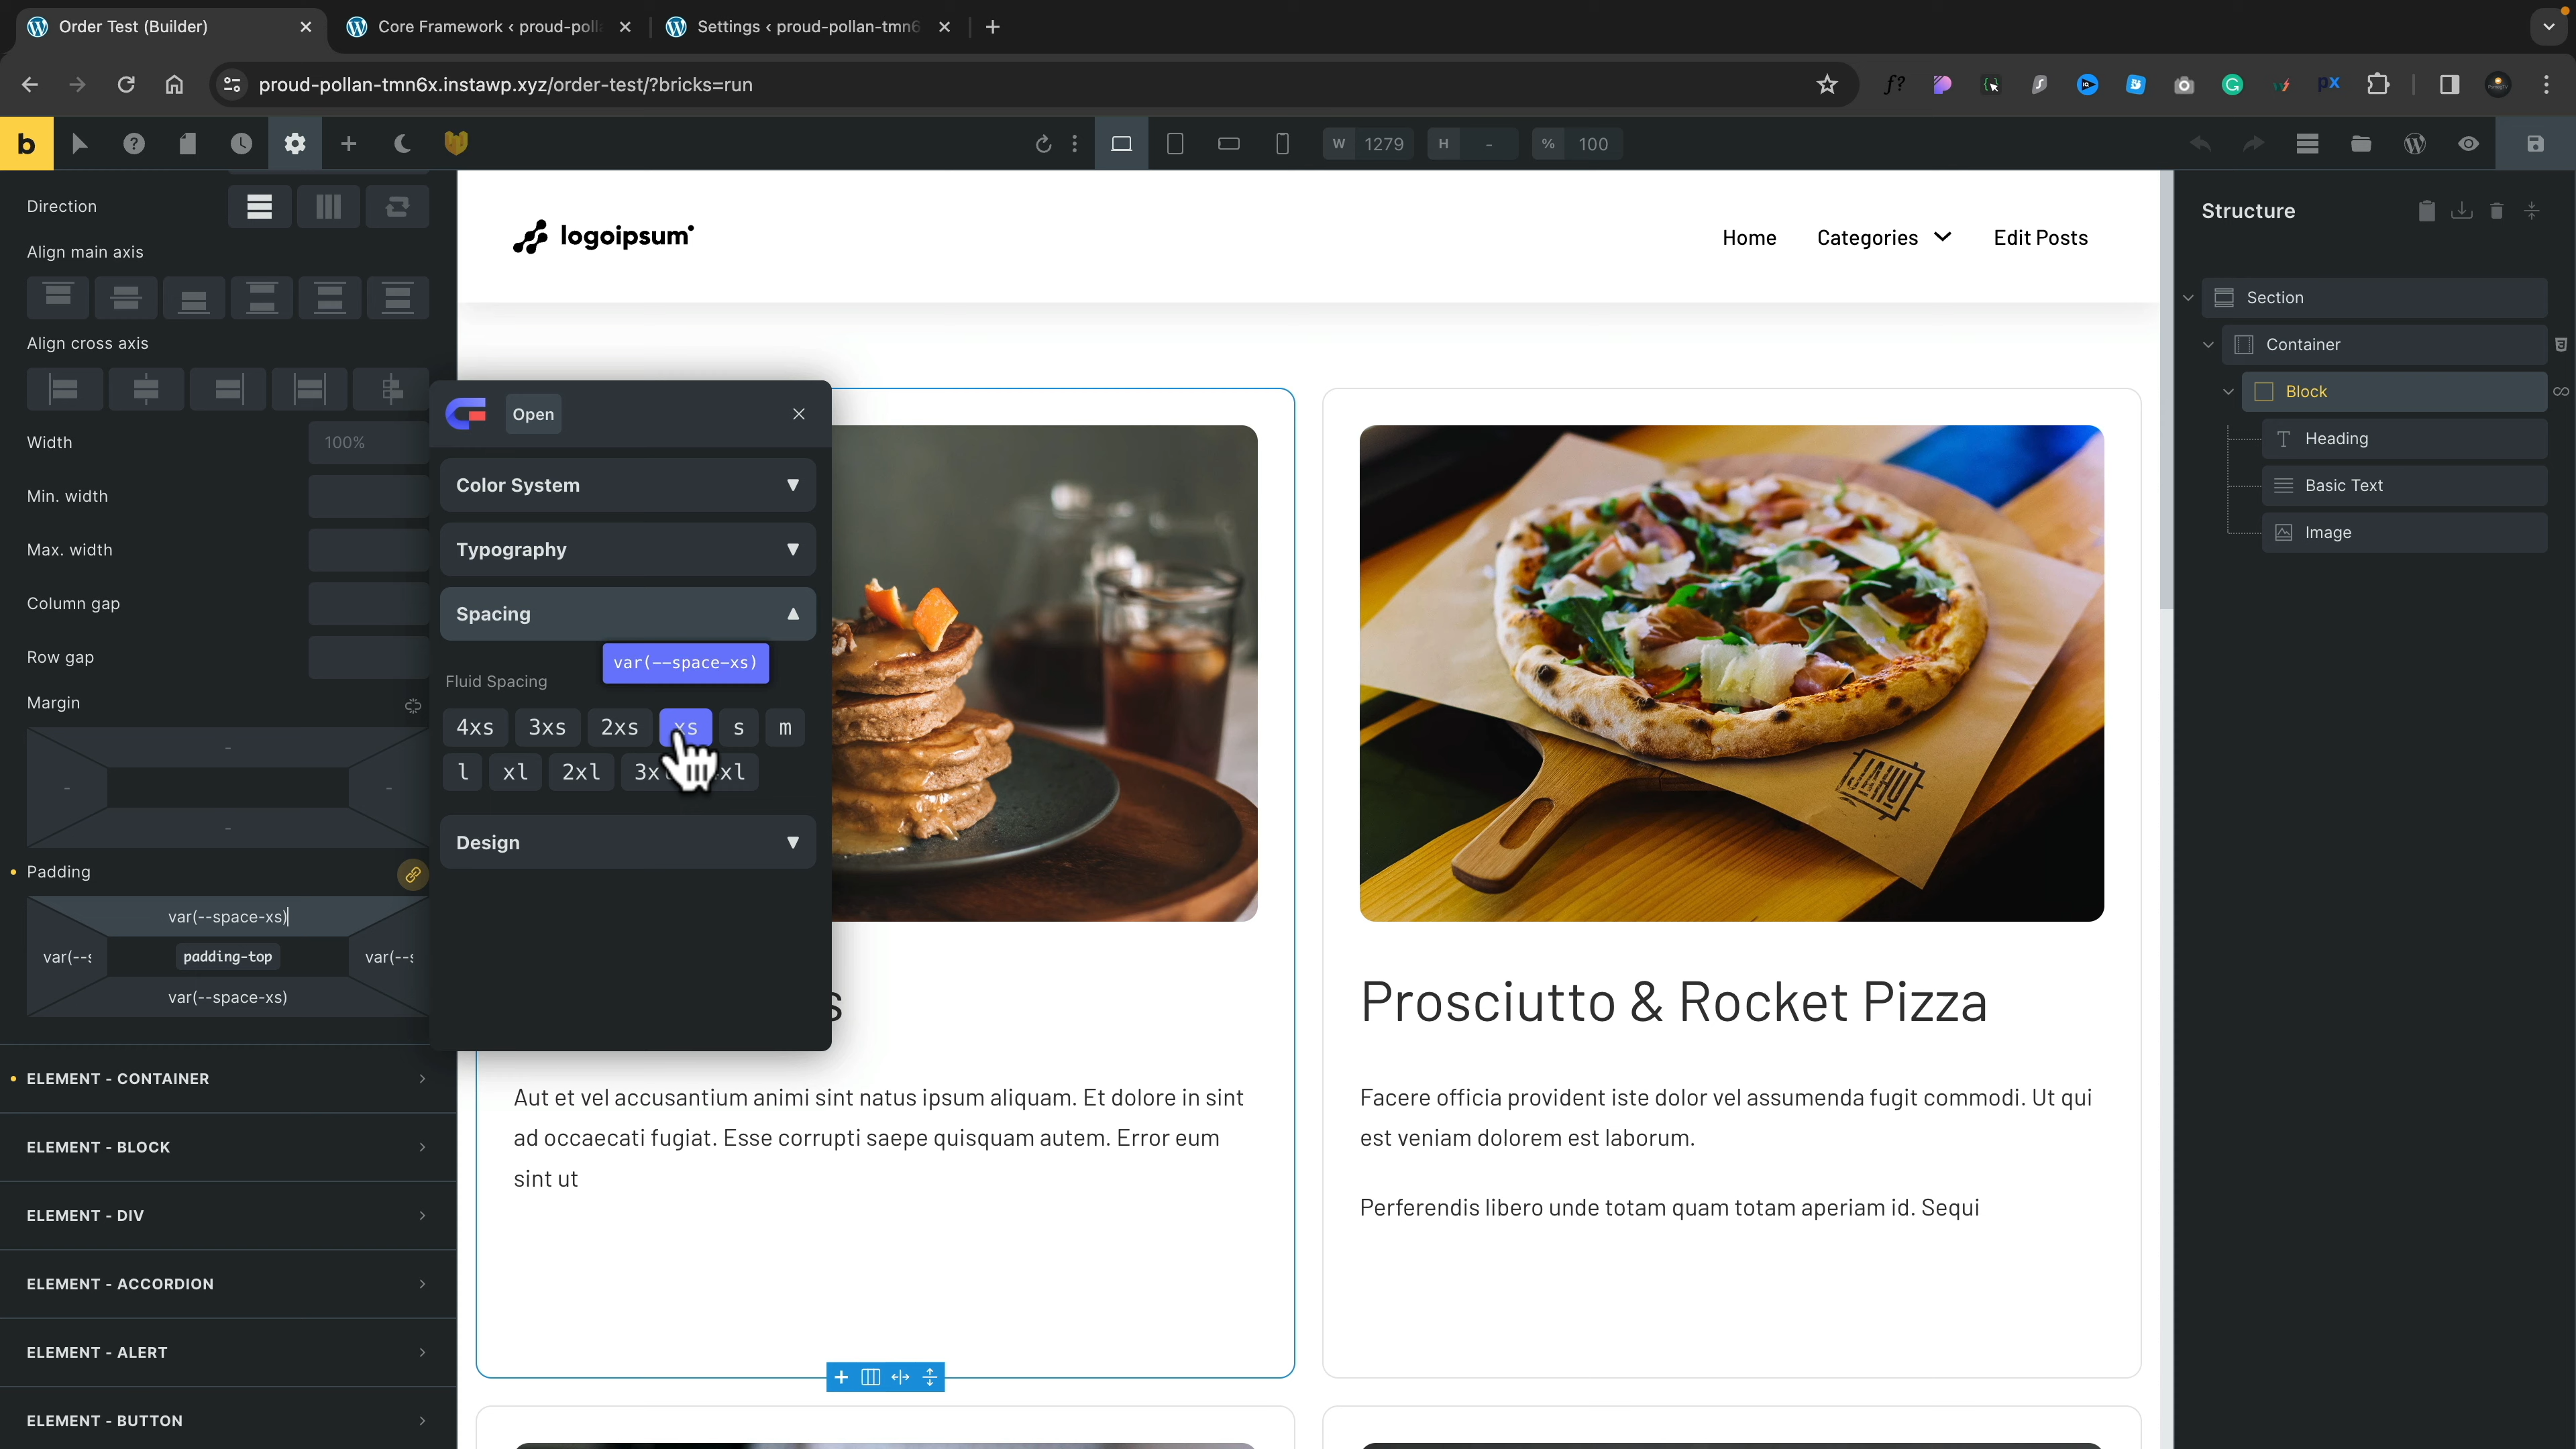 Order Test (Builder)
Core Framework ‹ proud-poll
Settings ‹ proud-pollan-tmn6
proud-pollan-tmn6x.instawp.xyz/order-test/?bricks=run
b
W 1279
H -
% 100
Direction
Align main axis
Align cross axis
Width
100%
Min. width
Max. width
Column gap
Row gap
Margin
-
- -
-
Padding
var(--space-xs)
var(--s padding-top var(--s
var(--space-xs)
ELEMENT - CONTAINER
ELEMENT - BLOCK
ELEMENT - DIV
ELEMENT - ACCORDION
ELEMENT - ALERT
ELEMENT - BUTTON
Open
Color System
Typography
Spacing
var(--space-xs)
Fluid Spacing
4xs 3xs 2xs xs s m
l xl 2xl 3x xl
Design
logoipsum
Home
Categories
Edit Posts
JAHU
s
Prosciutto & Rocket Pizza
Aut et vel accusantium animi sint natus ipsum aliquam. Et dolore in sint
ad occaecati fugiat. Esse corrupti saepe quisquam autem. Error eum
sint ut
Facere officia provident iste dolor vel assumenda fugit commodi. Ut qui
est veniam dolorem est laborum.
Perferendis libero unde totam quam totam aperiam id. Sequi
Structure
Section
Container
Block
Heading
Basic Text
Image